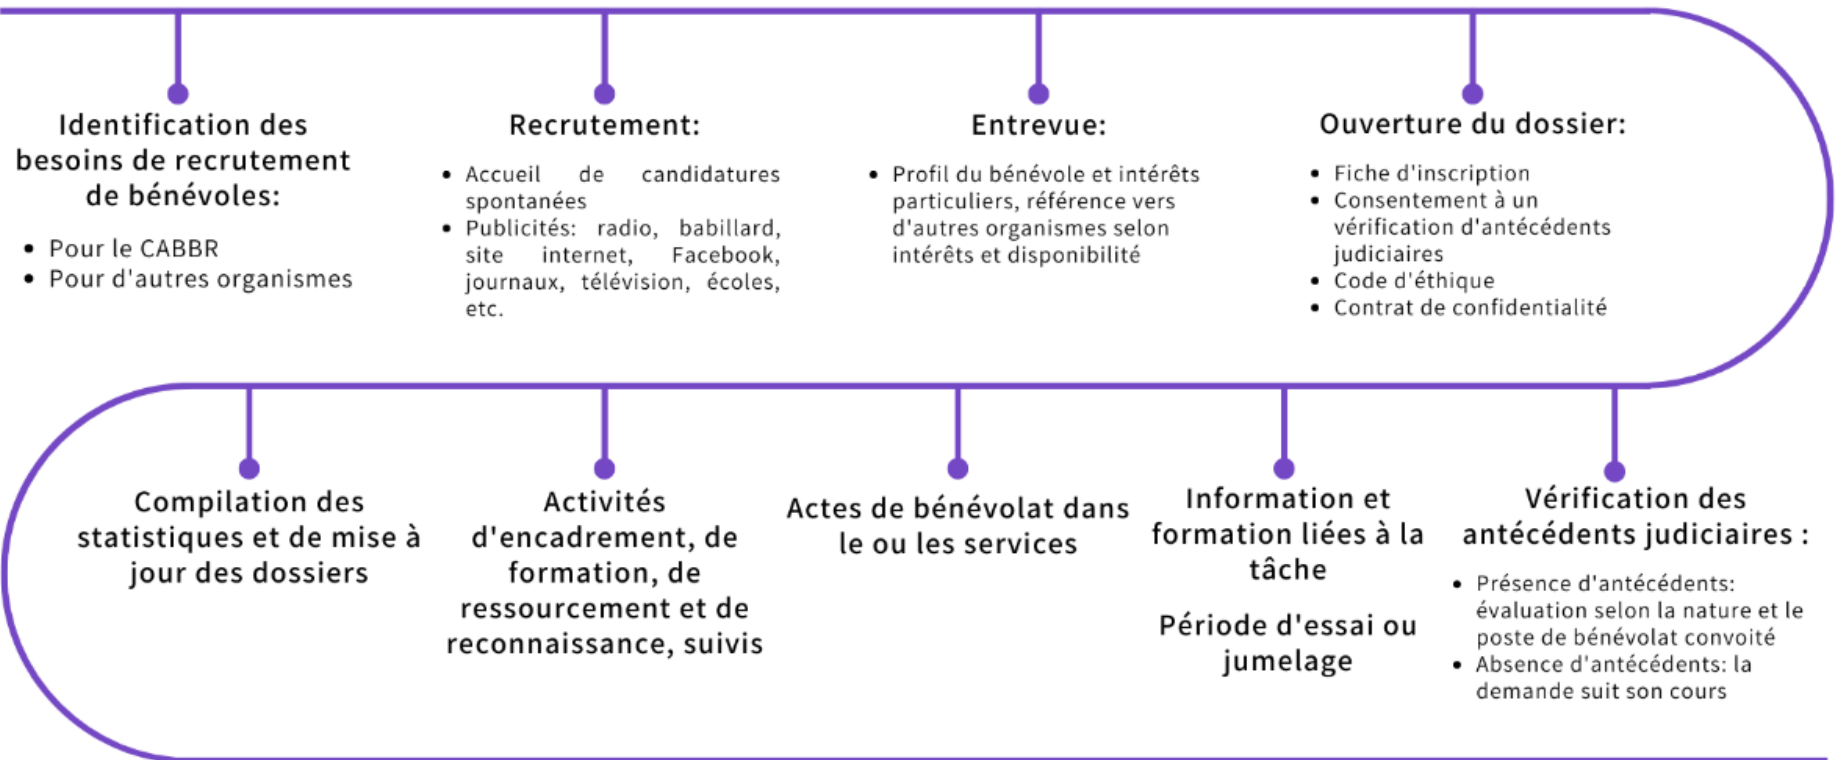 Identification des
besoins de recrutement
de bénévoles:
• Pour le CABBR
• Pour d'autres organismes
Recrutement:
• Accueil de candidatures
spontanées
• Publicités: radio, babillard,
site internet, Facebook,
journaux, télévision, écoles,
etc.
Entrevue:
• Profil du bénévole et intérêts
particuliers, référence vers
d'autres organismes selon
intérêts et disponibilité
Ouverture du dossier:
• Fiche d'inscription
• Consentement à un
vérification d'antécédents
judiciaires
• Code d'éthique
• Contrat de confidentialité
Vérification des
antécédents judiciaires :
• Présence d'antécédents:
évaluation selon la nature et le
poste de bénévolat convoité
• Absence d'antécédents: la
demande suit son cours
Information et
formation liées à la
tâche
Période d'essai ou
jumelage
Actes de bénévolat dans
le ou les services
Activités
d'encadrement, de
formation, de
ressourcement et de
reconnaissance, suivis
Compilation des
statistiques et de mise à
jour des dossiers